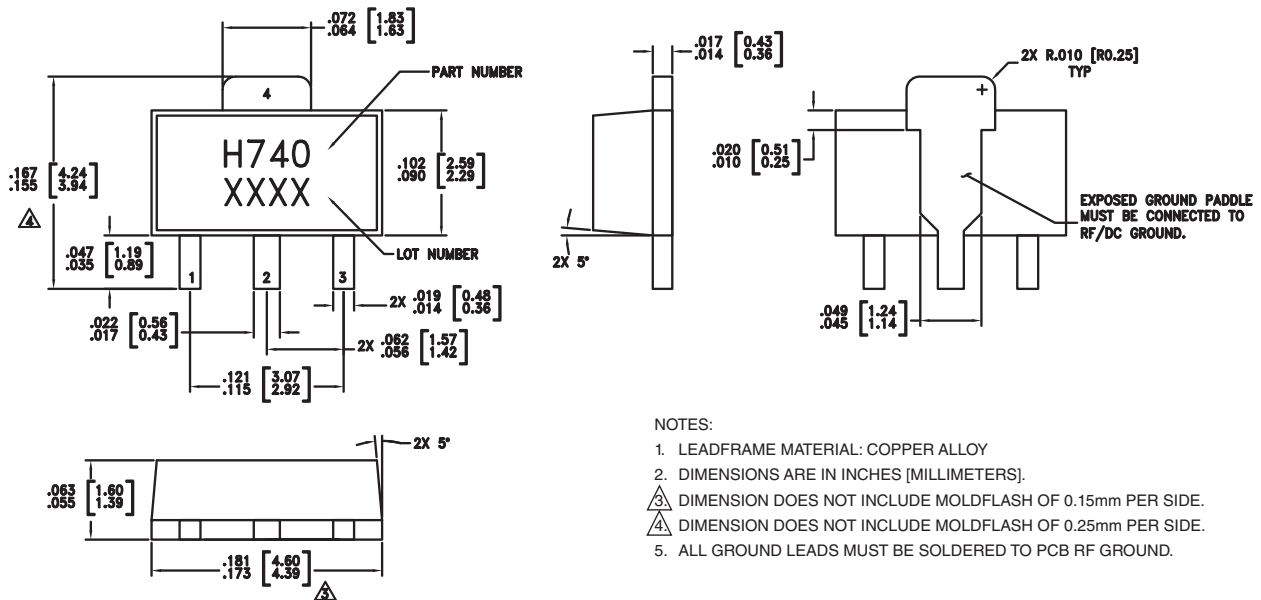 .072 [1.83]
.064 [1.63]
PART NUMBER
4
H740
XXXX
.167 [4.24]
.155 [3.94]
4
.102 [2.59]
.090 [2.29]
LOT NUMBER
.047 [1.19]
.035 [0.89]
1
2
3
2X .019 [0.48]
.014 [0.36]
.022 [0.56]
.017 [0.43]
2X .062 [1.57]
.056 [1.42]
.121 [3.07]
.115 [2.92]
.017 [0.43]
.014 [0.36]
2X 5°
2X R.010 [R0.25]
TYP
+
.020 [0.51]
.010 [0.25]
EXPOSED GROUND PADDLE
MUST BE CONNECTED TO
RF/DC GROUND.
.049 [1.24]
.045 [1.14]
2X 5°
.063 [1.60]
.055 [1.39]
.181 [4.60]
.173 [4.39]
3
NOTES:
1. LEADFRAME MATERIAL: COPPER ALLOY
2. DIMENSIONS ARE IN INCHES [MILLIMETERS].
3. DIMENSION DOES NOT INCLUDE MOLDFLASH OF 0.15mm PER SIDE.
4. DIMENSION DOES NOT INCLUDE MOLDFLASH OF 0.25mm PER SIDE.
5. ALL GROUND LEADS MUST BE SOLDERED TO PCB RF GROUND.